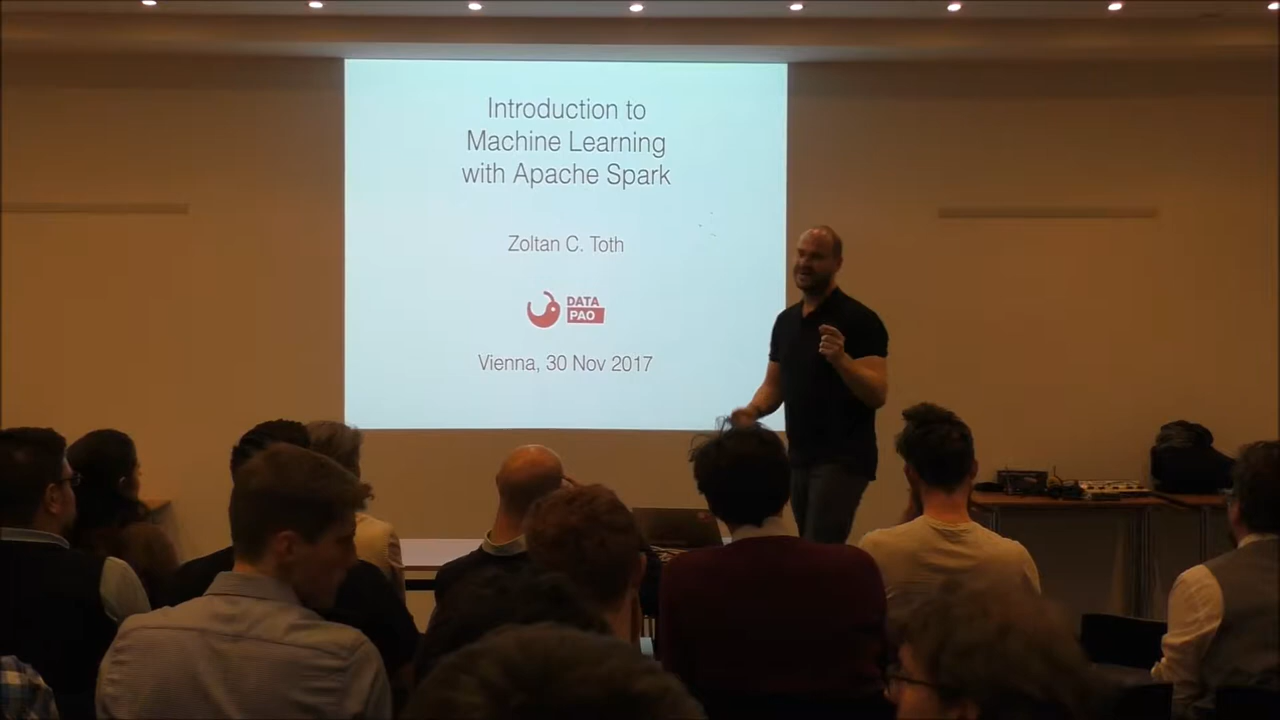 Introduction to
Machine Learning
with Apache Spark
Zoltan C. Toth
DATA
PAO
Vienna, 30 Nov 2017